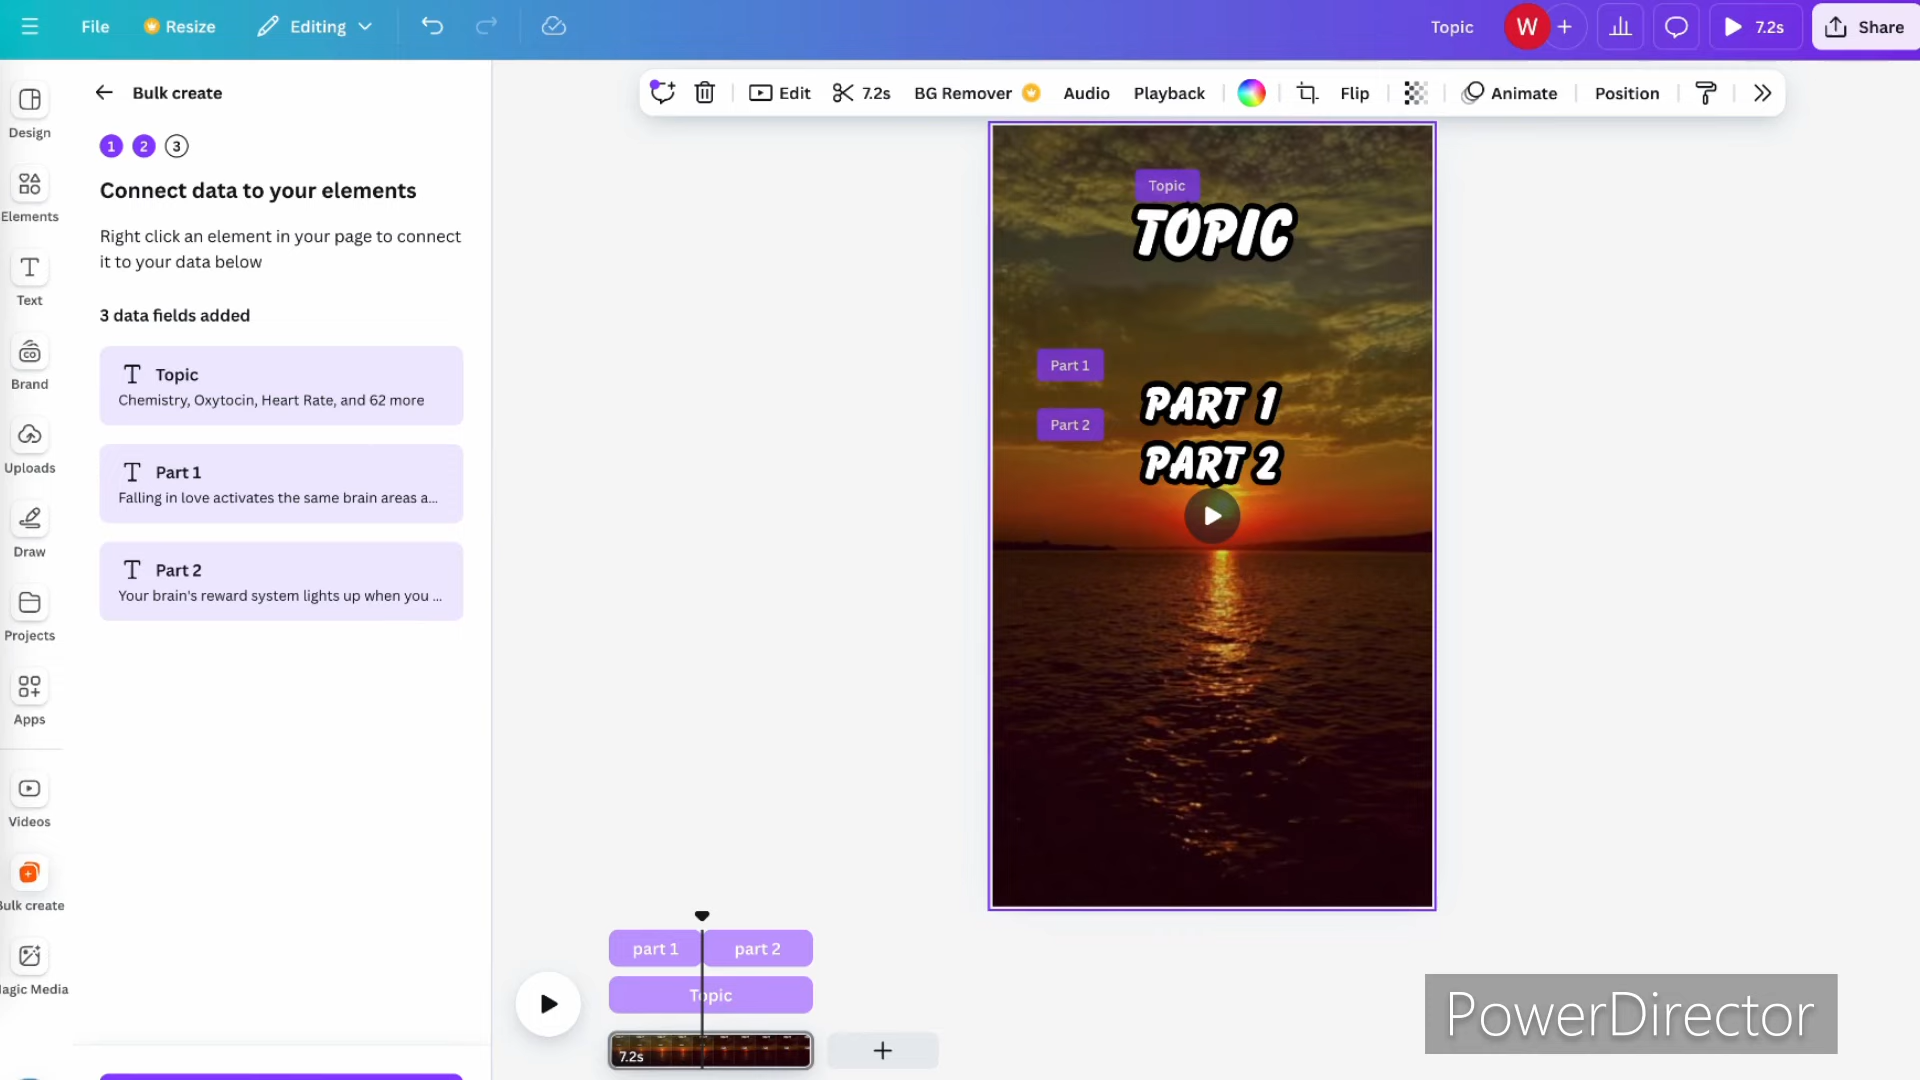 File
Resize
Editing
Topic
W
7.2s
Share
Design
Elements
Text
Brand
Uploads
Draw
Projects
Apps
Videos
Bulk create
Magic Media
Bulk create
1 2 3
Connect data to your elements
Right click an element in your page to connect
it to your data below
3 data fields added
Topic
Chemistry, Oxytocin, Heart Rate, and 62 more
Part 1
Falling in love activates the same brain areas a...
Part 2
Your brain's reward system lights up when you ...
Edit
7.2s
BG Remover
Audio
Playback
Flip
Animate
Position
Topic
TOPIC
Part 1
PART 1
Part 2
PART 2
part 1
part 2
Topic
7.2s
PowerDirector